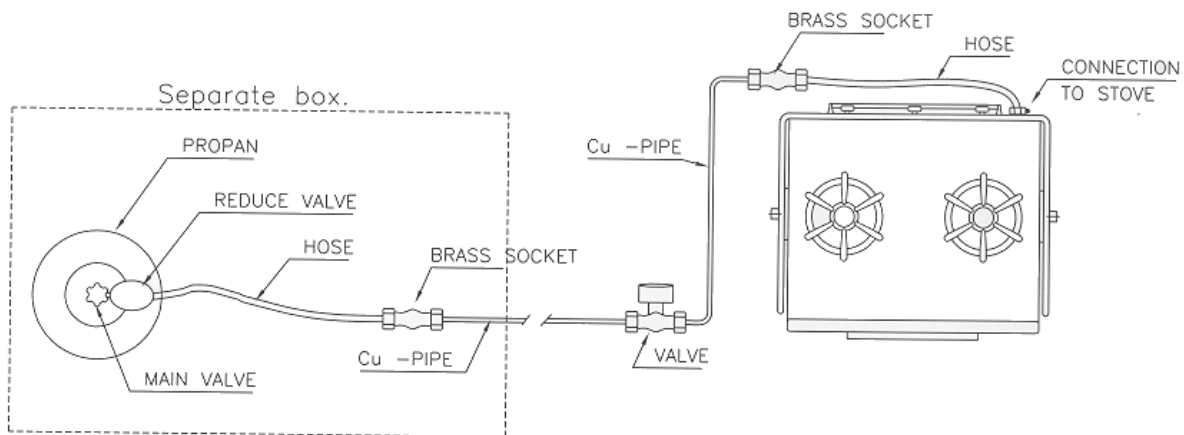 BRASS SOCKET
HOSE
CONNECTION
TO STOVE
Separate box.
PROPAN
Cu -PIPE
REDUCE VALVE
HOSE
BRASS SOCKET
Cu -PIPE
VALVE
MAIN VALVE